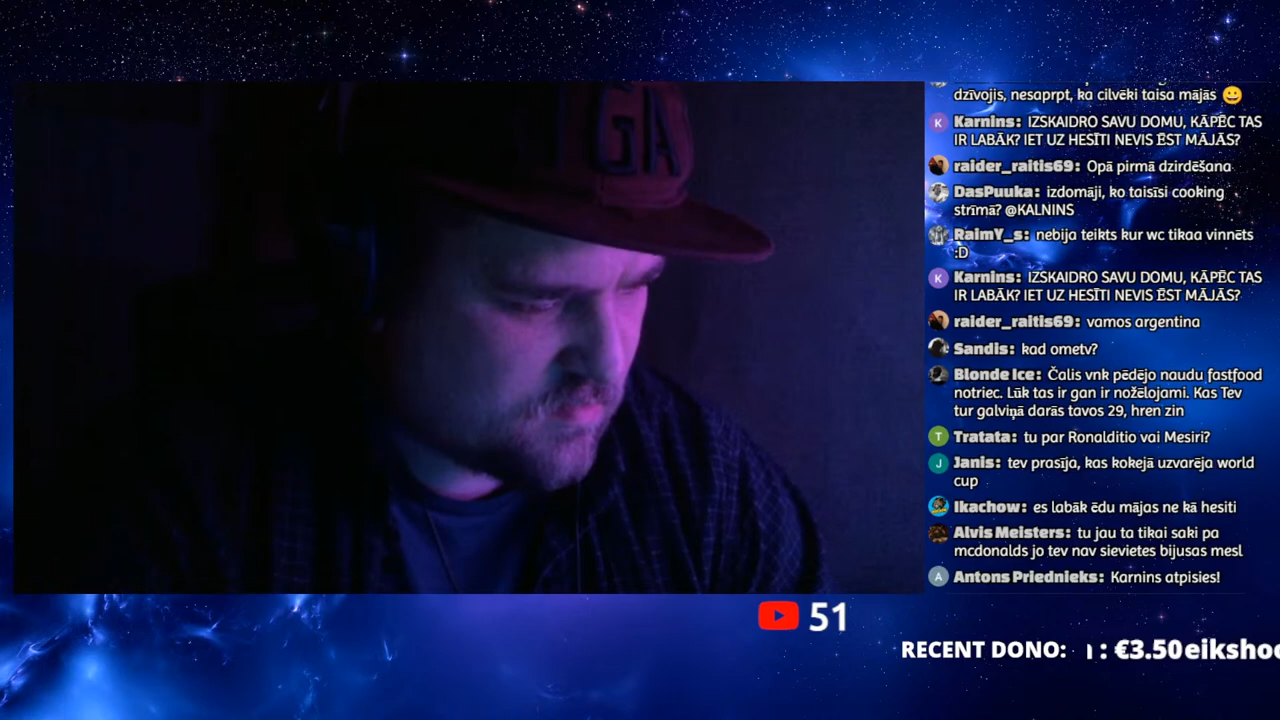 GA
dzīvojis, nesaprpt, ka cilvēki taisa mājās 😀
K Karnins: IZSKAIDRO SAVU DOMU, KĀPĒC TAS
IR LABĀK? IET UZ HESĪTI NEVIS ĒST MĀJĀS?
raider_raitis69: Opā pirmā dzirdēšana
DasPuuka: izdomāji, ko taisīsi cooking
strīmā? @KALNINS
RaimY_s: nebija teikts kur wc tikaa vinnēts
:D
K Karnins: IZSKAIDRO SAVU DOMU, KĀPĒC TAS
IR LABĀK? IET UZ HESĪTI NEVIS ĒST MĀJĀS?
raider_raitis69: vamos argentina
Sandis: kad ometv?
Blonde Ice: Čalis vnk pēdējo naudu fastfood
notriec. Lūk tas ir gan ir nožēlojami. Kas Tev
tur galviņā darās tavos 29, hren zin
T Tratata: tu par Ronalditio vai Mesiri?
J Janis: tev prasīja, kas kokejā uzvarēja world
cup
Ikachow: es labāk ēdu mājas ne kā hesiti
Alvis Meisters: tu jau ta tikai saki pa
mcdonalds jo tev nav sievietes bijusas mesl
A Antons Priednieks: Karnins atpisies!
51
RECENT DONO: : €3.50 eikshoo